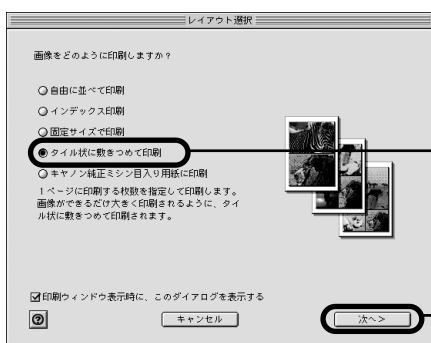 レイアウト選択
画像をどのように印刷しますか？
自由に並べて印刷
インデックス印刷
固定サイズで印刷
タイル状に敷きつめて印刷
キヤノン純正ミシン目入り用紙に印刷
1ページに印刷する枚数を指定して印刷します。
画像ができるだけ大きく印刷されるように、タイ
ル状に敷きつめて印刷されます。
印刷ウィンドウ表示時に、このダイアログを表示する
?
キャンセル
次へ>